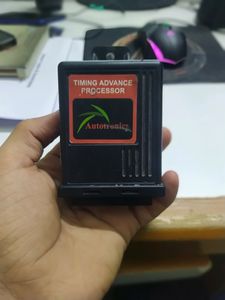 TIMING ADVANCE
PROCESSOR
Autotronics